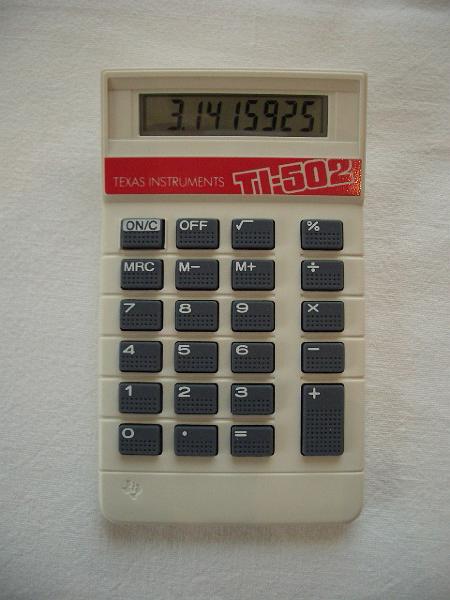 3.1415925
TEXAS INSTRUMENTS TI-502
ON/C OFF √ %
MRC M− M+ ÷
7 8 9 ×
4 5 6 −
1 2 3 +
0 . =